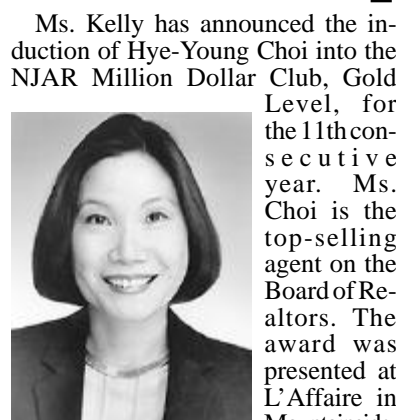 Ms. Kelly has announced the in-
duction of Hye-Young Choi into the
NJAR Million Dollar Club, Gold
Level, for
the 11th con-
secutive
year. Ms.
Choi is the
top-selling
agent on the
Board of Re-
altors. The
award was
presented at
L'Affaire in